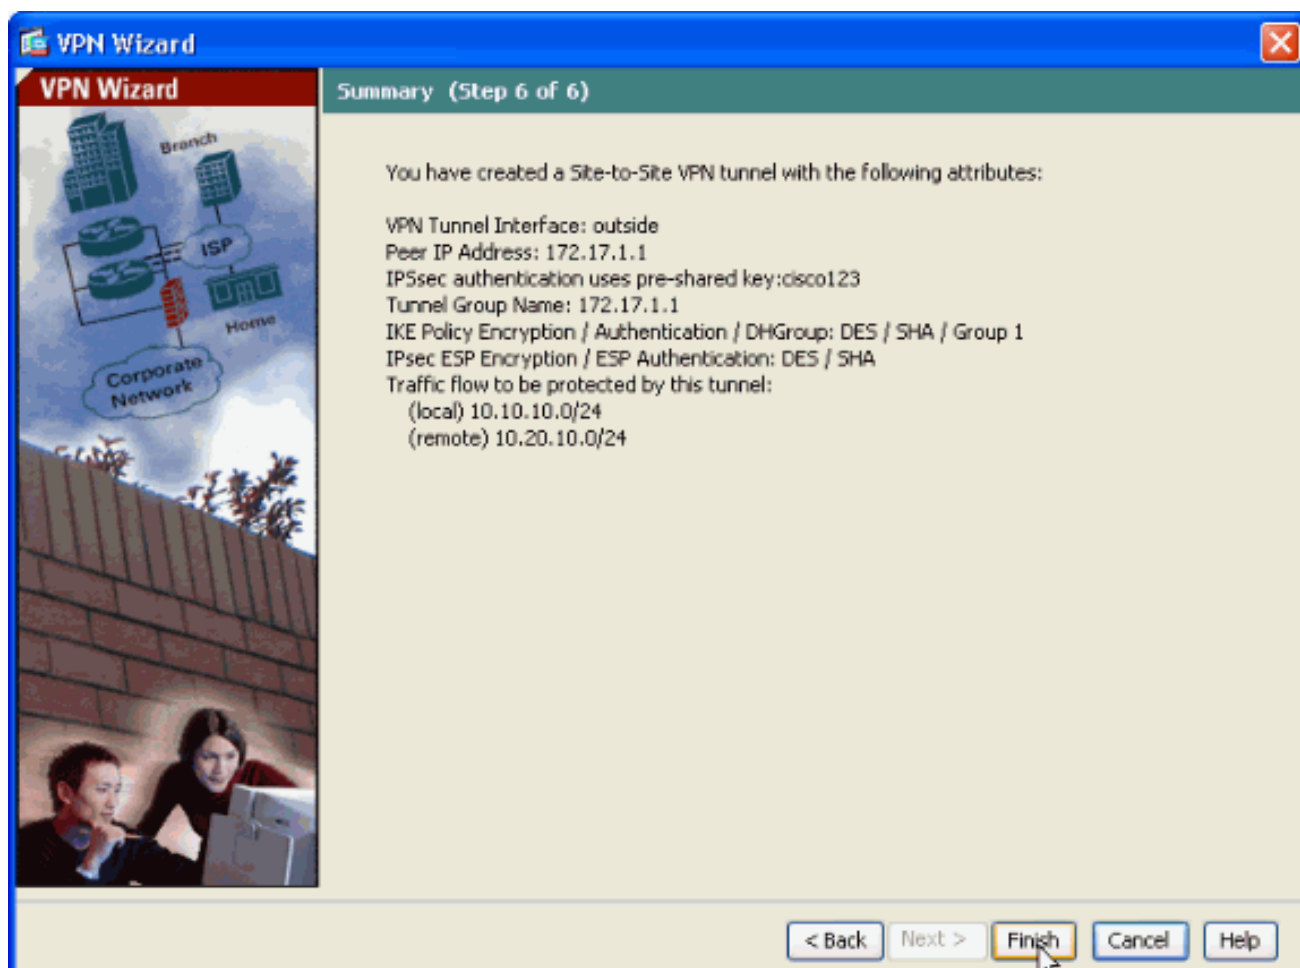 VPN Wizard
VPN Wizard
Summary (Step 6 of 6)
Branch
ISP
Home
Corporate
Network
You have created a Site-to-Site VPN tunnel with the following attributes:
VPN Tunnel Interface: outside
Peer IP Address: 172.17.1.1
IPSsec authentication uses pre-shared key:cisco123
Tunnel Group Name: 172.17.1.1
IKE Policy Encryption / Authentication / DHGroup: DES / SHA / Group 1
IPsec ESP Encryption / ESP Authentication: DES / SHA
Traffic flow to be protected by this tunnel:
(local) 10.10.10.0/24
(remote) 10.20.10.0/24
< Back Next > Finish Cancel Help